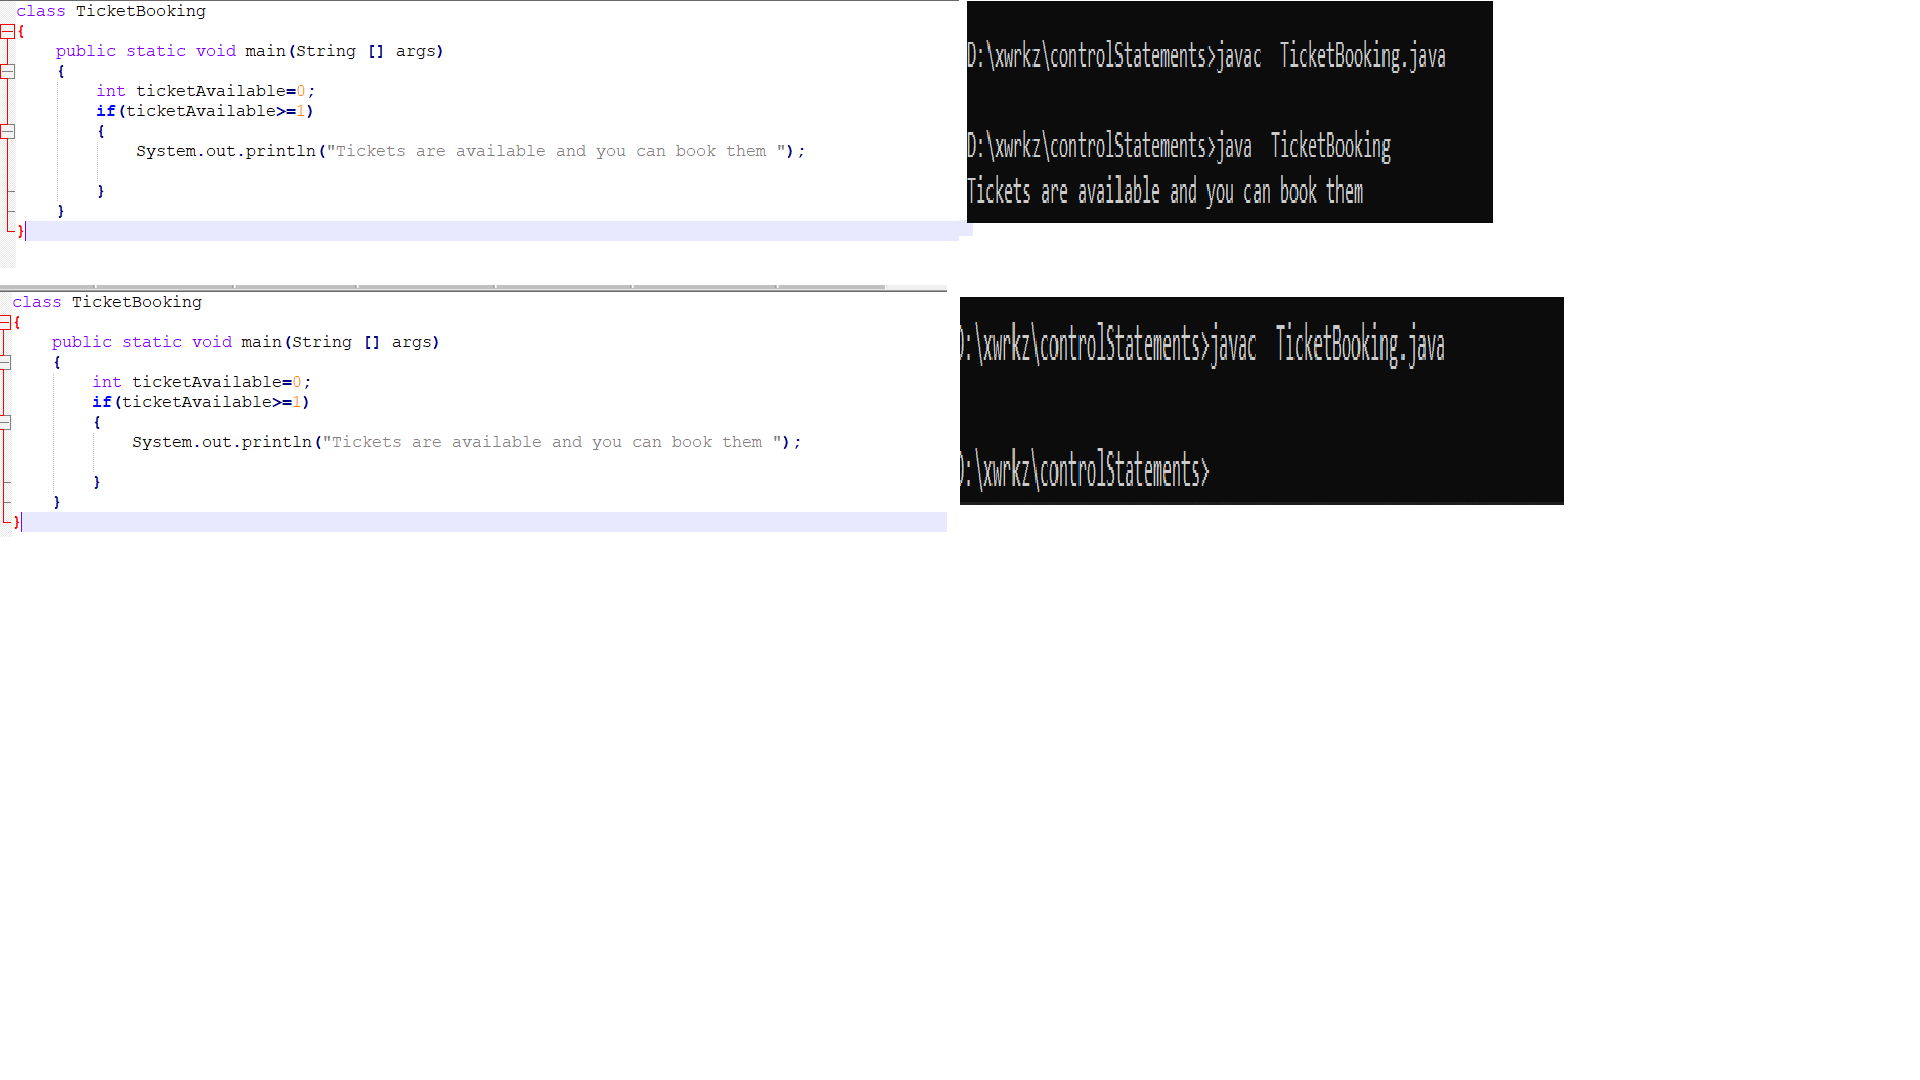 class TicketBooking
{
public static void main(String [] args)
{
int ticketAvailable=0;
if(ticketAvailable>=1)
{
System.out.println("Tickets are available and you can book them ");
}
}
}
D:\xwrkz\controlStatements>javac  TicketBooking.java
D:\xwrkz\controlStatements>java  TicketBooking
Tickets are available and you can book them
class TicketBooking
{
public static void main(String [] args)
{
int ticketAvailable=0;
if(ticketAvailable>=1)
{
System.out.println("Tickets are available and you can book them ");
}
}
}
D:\xwrkz\controlStatements>javac  TicketBooking.java
D:\xwrkz\controlStatements>